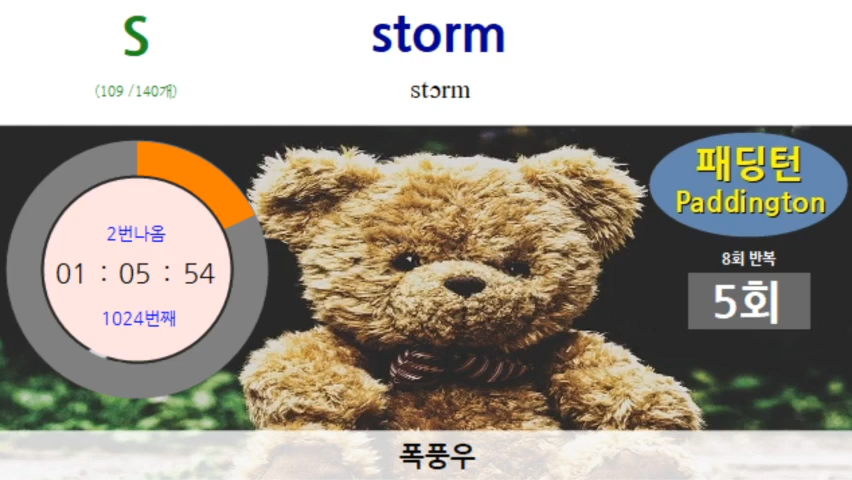 S
storm
(109 /140개)
stɔrm
패딩턴
Paddington
2번나옴
01 : 05 : 54
1024번째
8회 반복
5회
폭풍우